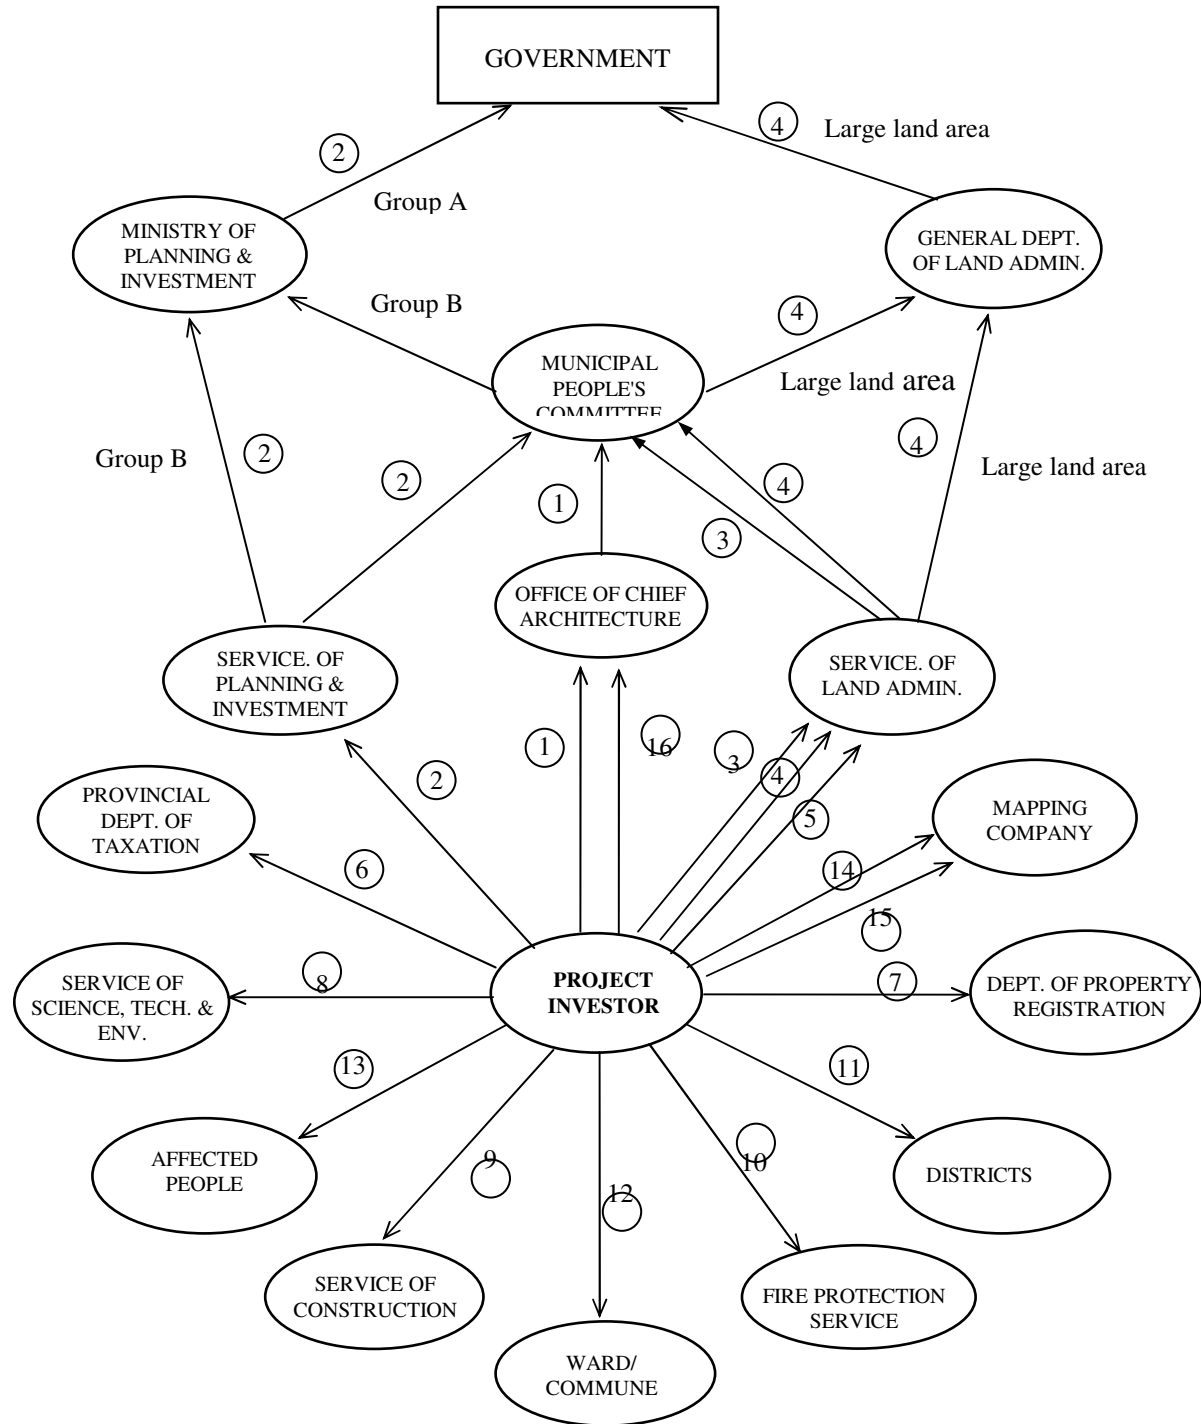 GOVERNMENT
4
Large land area
2
Group A
MINISTRY OF
PLANNING &
INVESTMENT
GENERAL DEPT.
OF LAND ADMIN.
Group B
4
MUNICIPAL
PEOPLE'S
COMMITTEE
Large land area
Group B
2
2
1
4
3
4
Large land area
OFFICE OF CHIEF
ARCHITECTURE
SERVICE. OF
PLANNING &
INVESTMENT
SERVICE. OF
LAND ADMIN.
2
1
16
3
4
5
PROVINCIAL
DEPT. OF
TAXATION
MAPPING
COMPANY
6
14
15
SERVICE OF
SCIENCE, TECH. &
ENV.
8
PROJECT
INVESTOR
7
DEPT. OF PROPERTY
REGISTRATION
13
11
AFFECTED
PEOPLE
9
12
10
DISTRICTS
SERVICE OF
CONSTRUCTION
FIRE PROTECTION
SERVICE
WARD/
COMMUNE